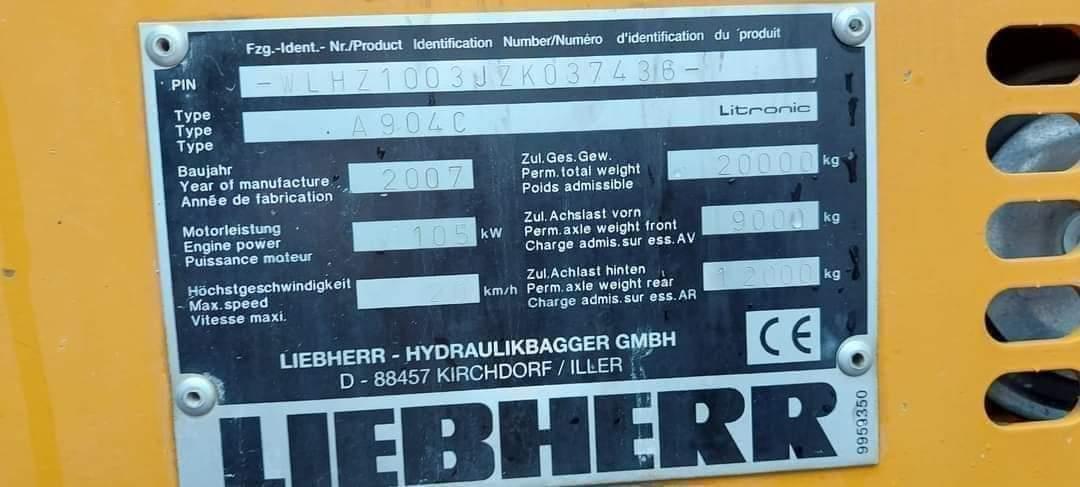 Fzg.-Ident.- Nr./Product Identification Number/Numéro d'identification du produit
PIN -WLHZ1003JZK037436-
Type
Type A904C Litronic
Type
Baujahr
Year of manufacture 2007
Année de fabrication
Motorleistung
Engine power 105 kW
Puissance moteur
Höchstgeschwindigkeit
Max.speed km/h
Vitesse maxi.
Zul.Ges.Gew.
Perm.total weight 20000 kg
Poids admissible
Zul.Achslast vorn
Perm.axle weight front 9000 kg
Charge admis.sur ess.AV
Zul.Achlast hinten
Perm.axle weight rear 12000 kg
Charge admis.sur ess.AR
CE
LIEBHERR - HYDRAULIKBAGGER GMBH
D - 88457 KIRCHDORF / ILLER
LIEBHERR
9959350